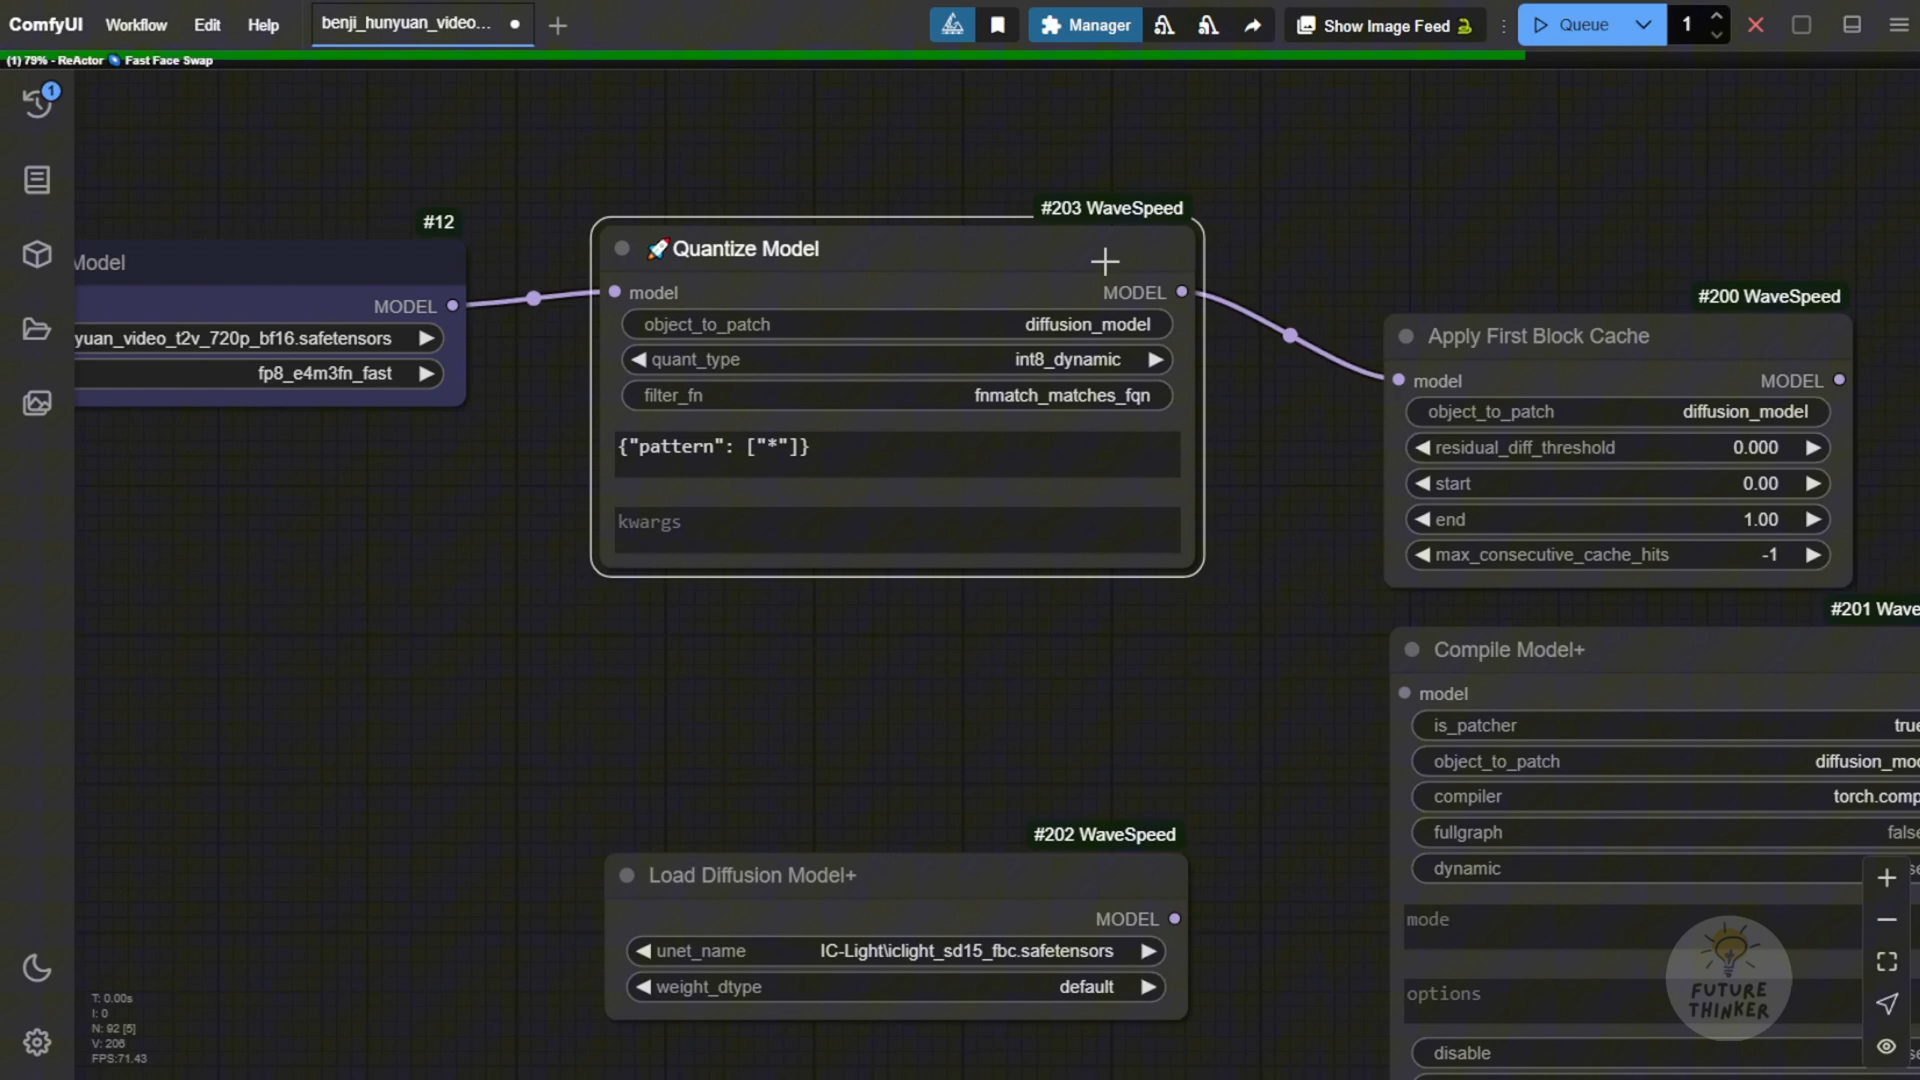 ComfyUI Workflow Edit Help benji_hunyuan_video... Manager Show Image Feed Queue 1
(1) 79% - ReActor Fast Face Swap
1
#12
Model
MODEL
yuan_video_t2v_720p_bf16.safetensors
fp8_e4m3fn_fast
#203 WaveSpeed
Quantize Model
model MODEL
object_to_patch diffusion_model
quant_type int8_dynamic
filter_fn fnmatch_matches_fqn
{"pattern": ["*"]}
kwargs
#200 WaveSpeed
Apply First Block Cache
model MODEL
object_to_patch diffusion_model
residual_diff_threshold 0.000
start 0.00
end 1.00
max_consecutive_cache_hits -1
#201 Wave
Compile Model+
model
is_patcher true
object_to_patch diffusion_mod
compiler torch.comp
fullgraph false
dynamic se
mode
options
disable se
#202 WaveSpeed
Load Diffusion Model+
MODEL
unet_name IC-Light\iclight_sd15_fbc.safetensors
weight_dtype default
T: 0.00s
I: 0
N: 92 [5]
V: 206
FPS:71.43
FUTURE
THINKER